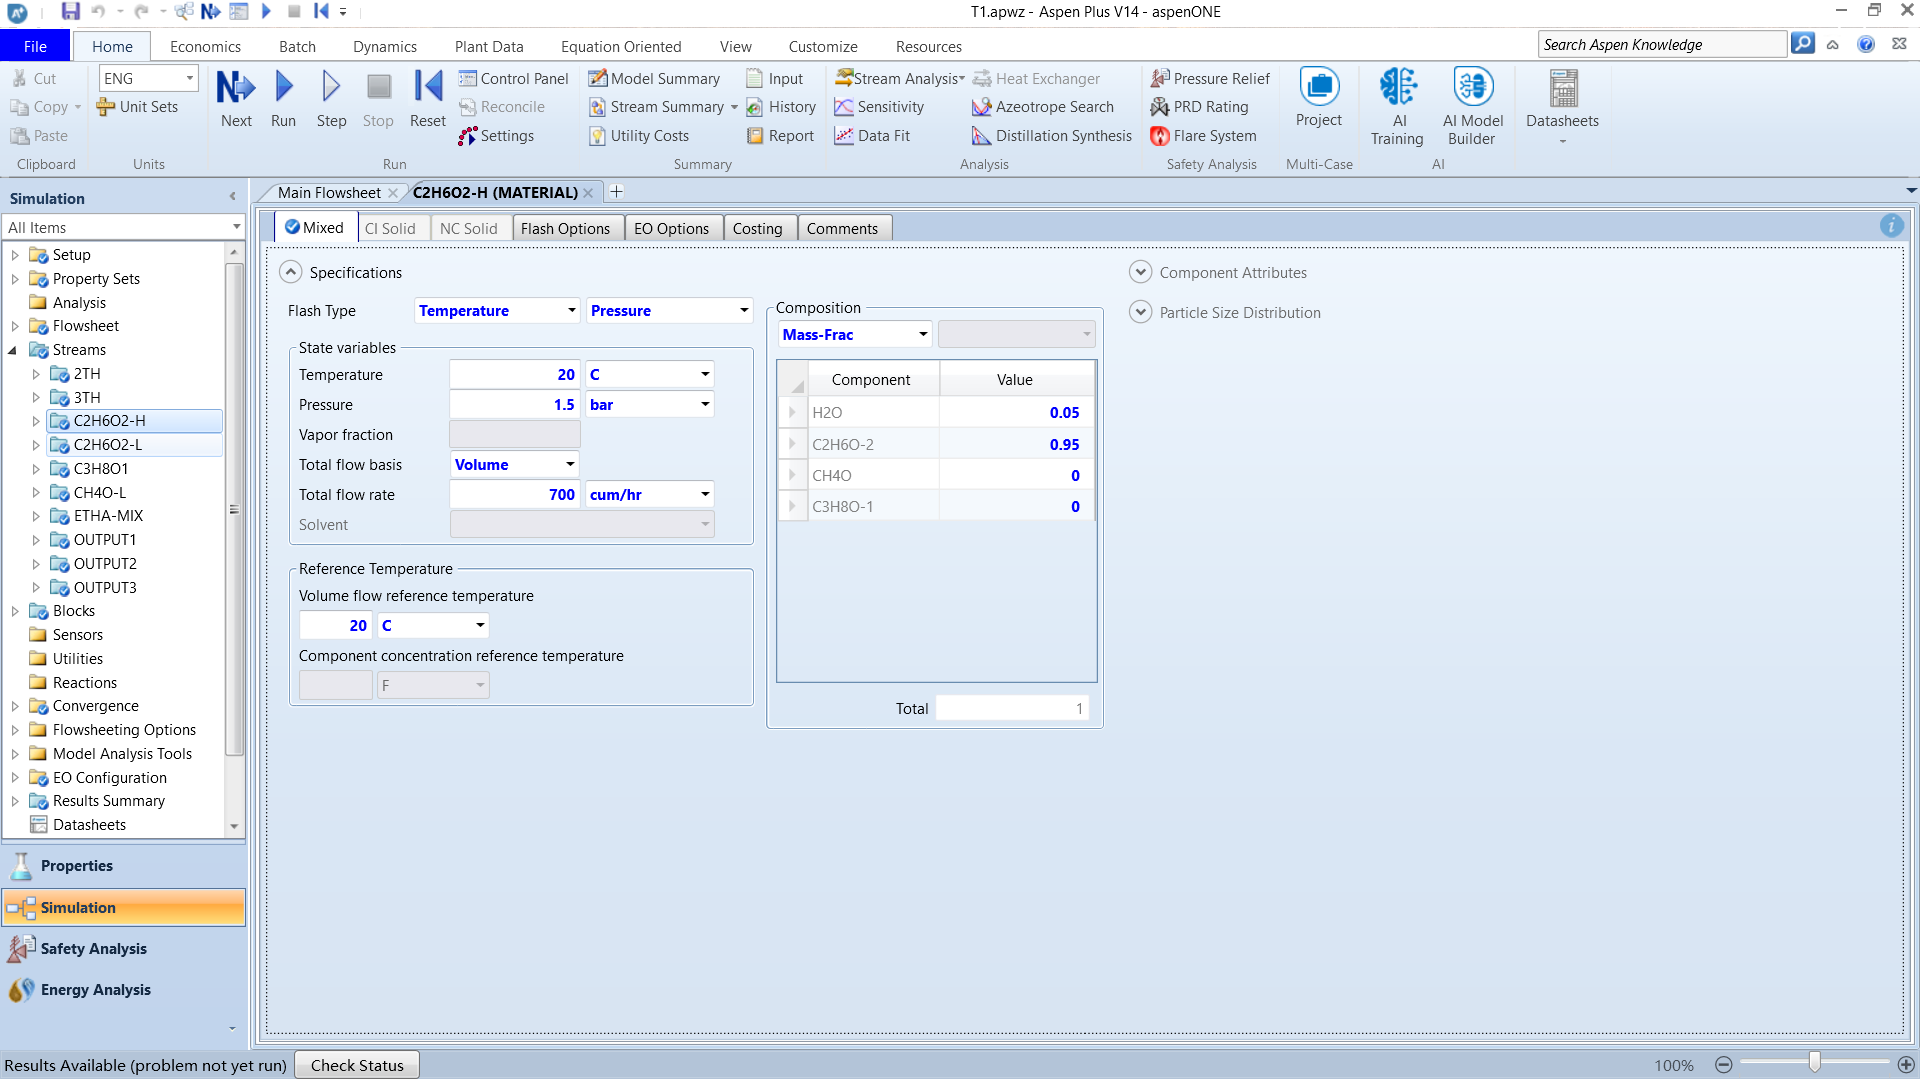 T1.apwz - Aspen Plus V14 - aspenONE
File Home Economics Batch Dynamics Plant Data Equation Oriented View Customize Resources Search Aspen Knowledge
Cut ENG Control Panel Model Summary Input Stream Analysis Heat Exchanger Pressure Relief
Copy Unit Sets Reconcile Stream Summary History Sensitivity Azeotrope Search PRD Rating
Next Run Step Stop Reset Project AI Training AI Model Builder Datasheets
Paste Settings Utility Costs Report Data Fit Distillation Synthesis Flare System
Clipboard Units Run Summary Analysis Safety Analysis Multi-Case AI
Simulation
Main Flowsheet C2H6O2-H (MATERIAL)
All Items
Mixed CI Solid NC Solid Flash Options EO Options Costing Comments
Setup
Property Sets
Analysis
Flowsheet
Streams
2TH
3TH
C2H6O2-H
C2H6O2-L
C3H8O1
CH4O-L
ETHA-MIX
OUTPUT1
OUTPUT2
OUTPUT3
Blocks
Sensors
Utilities
Reactions
Convergence
Flowsheeting Options
Model Analysis Tools
EO Configuration
Results Summary
Datasheets
Properties
Simulation
Safety Analysis
Energy Analysis
Specifications
Flash Type Temperature Pressure
State variables
Temperature 20 C
Pressure 1.5 bar
Vapor fraction
Total flow basis Volume
Total flow rate 700 cum/hr
Solvent
Reference Temperature
Volume flow reference temperature
20 C
Component concentration reference temperature
F
Composition
Mass-Frac
Component Value
H2O 0.05
C2H6O-2 0.95
CH4O 0
C3H8O-1 0
Total 1
Component Attributes
Particle Size Distribution
Results Available (problem not yet run) Check Status 100%